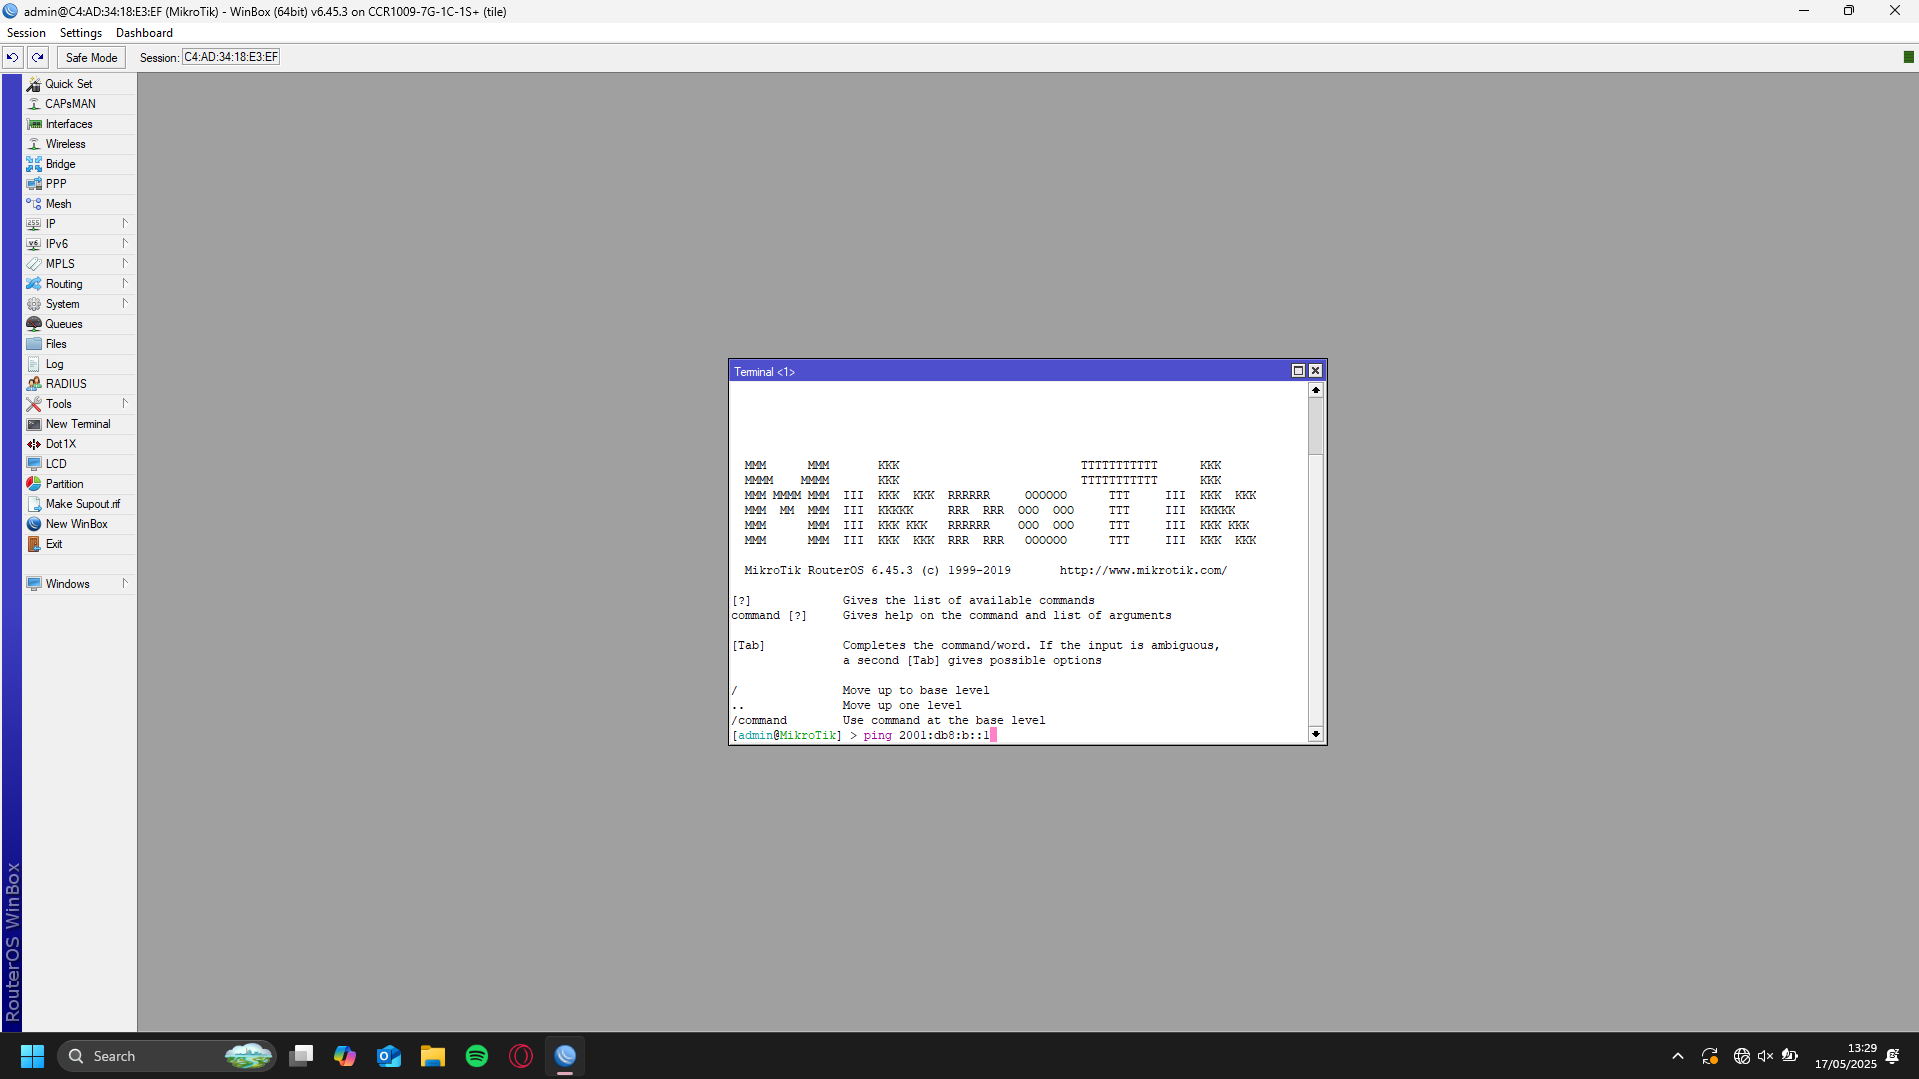 admin@C4:AD:34:18:E3:EF (MikroTik) - WinBox (64bit) v6.45.3 on CCR1009-7G-1C-1S+ (tile)
Session Settings Dashboard
Safe Mode Session: C4:AD:34:18:E3:EF
Quick Set
CAPsMAN
Interfaces
Wireless
Bridge
PPP
Mesh
IP
IPv6
MPLS
Routing
System
Queues
Files
Log
RADIUS
Tools
New Terminal
Dot1X
LCD
Partition
Make Supout.rif
New WinBox
Exit
Windows
RouterOS WinBox
Terminal <1>
MMM      MMM       KKK                          TTTTTTTTTTT      KKK
MMMM    MMMM       KKK                          TTTTTTTTTTT      KKK
MMM MMMM MMM  III  KKK  KKK  RRRRRR     OOOOOO      TTT     III  KKK  KKK
MMM  MM  MMM  III  KKKKK     RRR  RRR  OOO  OOO     TTT     III  KKKKK
MMM      MMM  III  KKK KKK   RRRRRR    OOO  OOO     TTT     III  KKK KKK
MMM      MMM  III  KKK  KKK  RRR  RRR   OOOOOO      TTT     III  KKK  KKK
MikroTik RouterOS 6.45.3 (c) 1999-2019       http://www.mikrotik.com/
[?]             Gives the list of available commands
command [?]     Gives help on the command and list of arguments
[Tab]           Completes the command/word. If the input is ambiguous,
a second [Tab] gives possible options
/               Move up to base level
..              Move up one level
/command        Use command at the base level
[admin@MikroTik] > ping 2001:db8:b::1
Search
13:29
17/05/2025